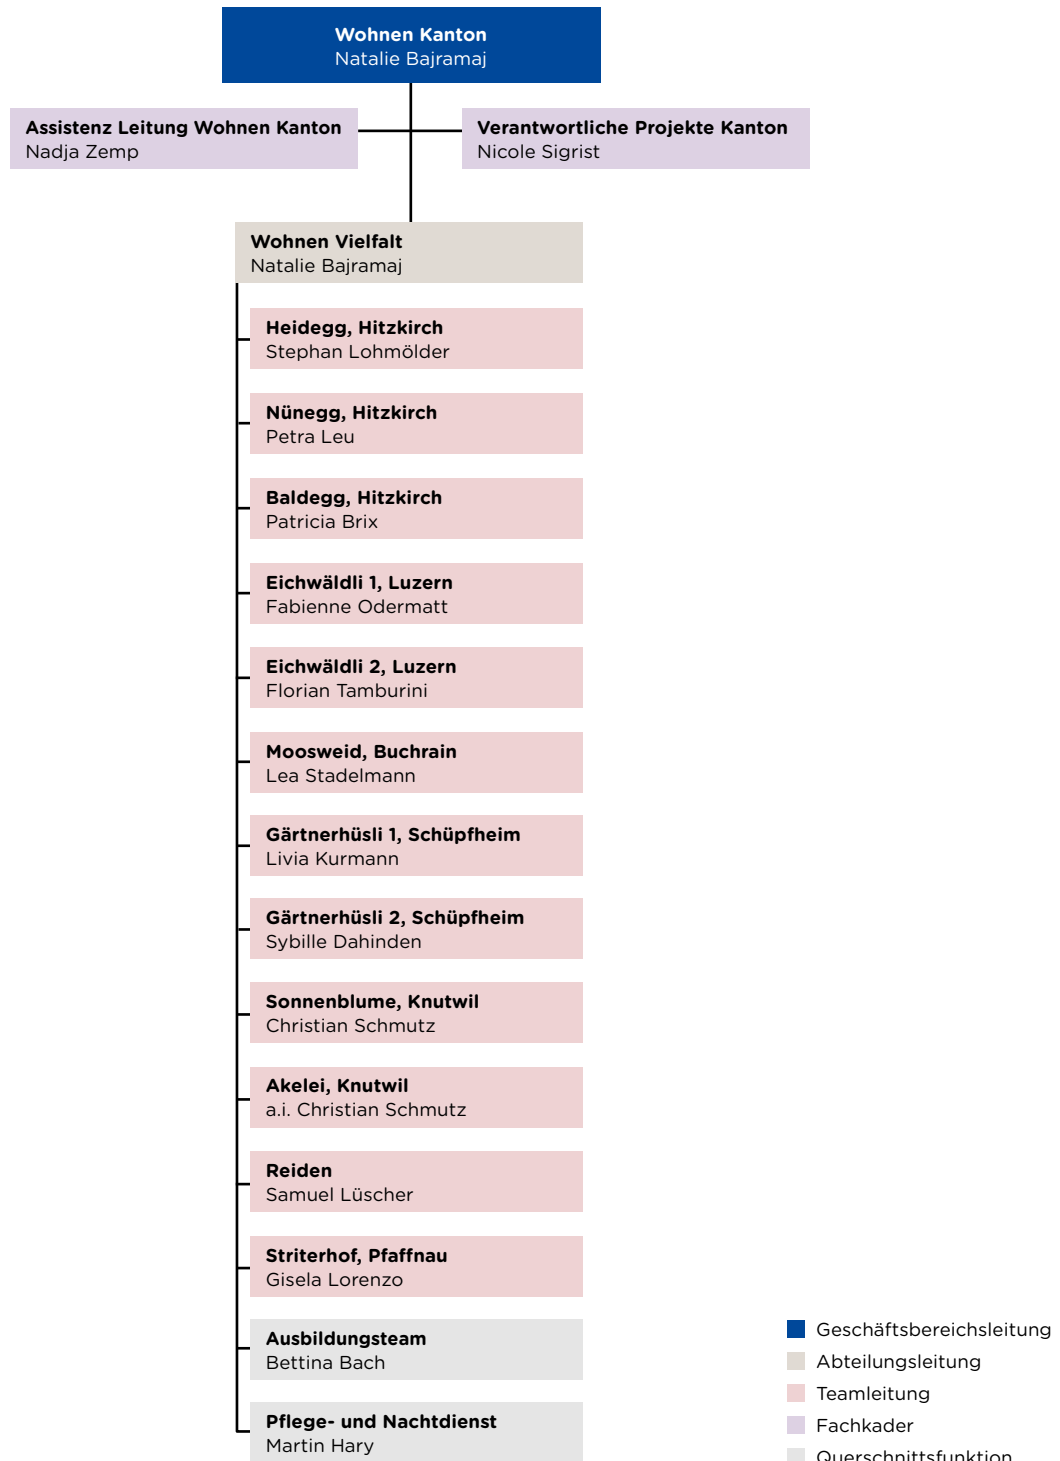 Wohnen Kanton
Natalie Bajramaj
Assistenz Leitung Wohnen Kanton
Nadja Zemp
Verantwortliche Projekte Kanton
Nicole Sigrist
Wohnen Vielfalt
Natalie Bajramaj
Heidegg, Hitzkirch
Stephan Lohmölder
Nünegg, Hitzkirch
Petra Leu
Baldegg, Hitzkirch
Patricia Brix
Eichwäldli 1, Luzern
Fabienne Odermatt
Eichwäldli 2, Luzern
Florian Tamburini
Moosweid, Buchrain
Lea Stadelmann
Gärtnerhüsli 1, Schüpfheim
Livia Kurmann
Gärtnerhüsli 2, Schüpfheim
Sybille Dahinden
Sonnenblume, Knutwil
Christian Schmutz
Akelei, Knutwil
a.i. Christian Schmutz
Reiden
Samuel Lüscher
Striterhof, Pfaffnau
Gisela Lorenzo
Ausbildungsteam
Bettina Bach
Pflege- und Nachtdienst
Martin Hary
Geschäftsbereichsleitung
Abteilungsleitung
Teamleitung
Fachkader
Querschnittsfunktion